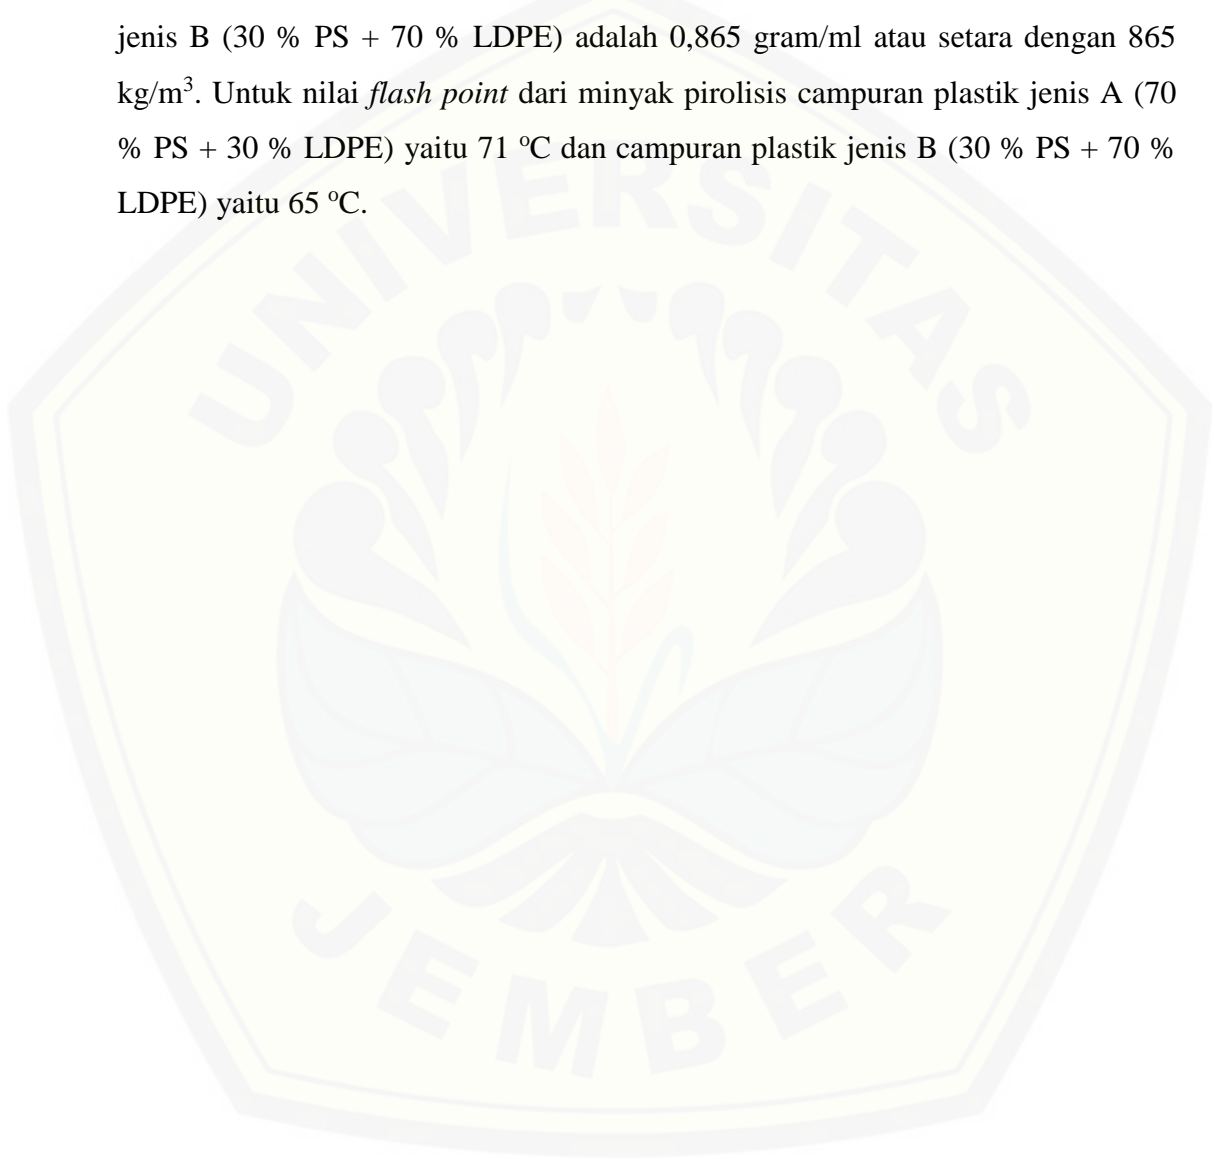 jenis B (30 % PS + 70 % LDPE) adalah 0,865 gram/ml atau setara dengan 865
kg/m³. Untuk nilai flash point dari minyak pirolisis campuran plastik jenis A (70
% PS + 30 % LDPE) yaitu 71 ᵒC dan campuran plastik jenis B (30 % PS + 70 %
LDPE) yaitu 65 ᵒC.
UNIVERSITAS
JEMBER